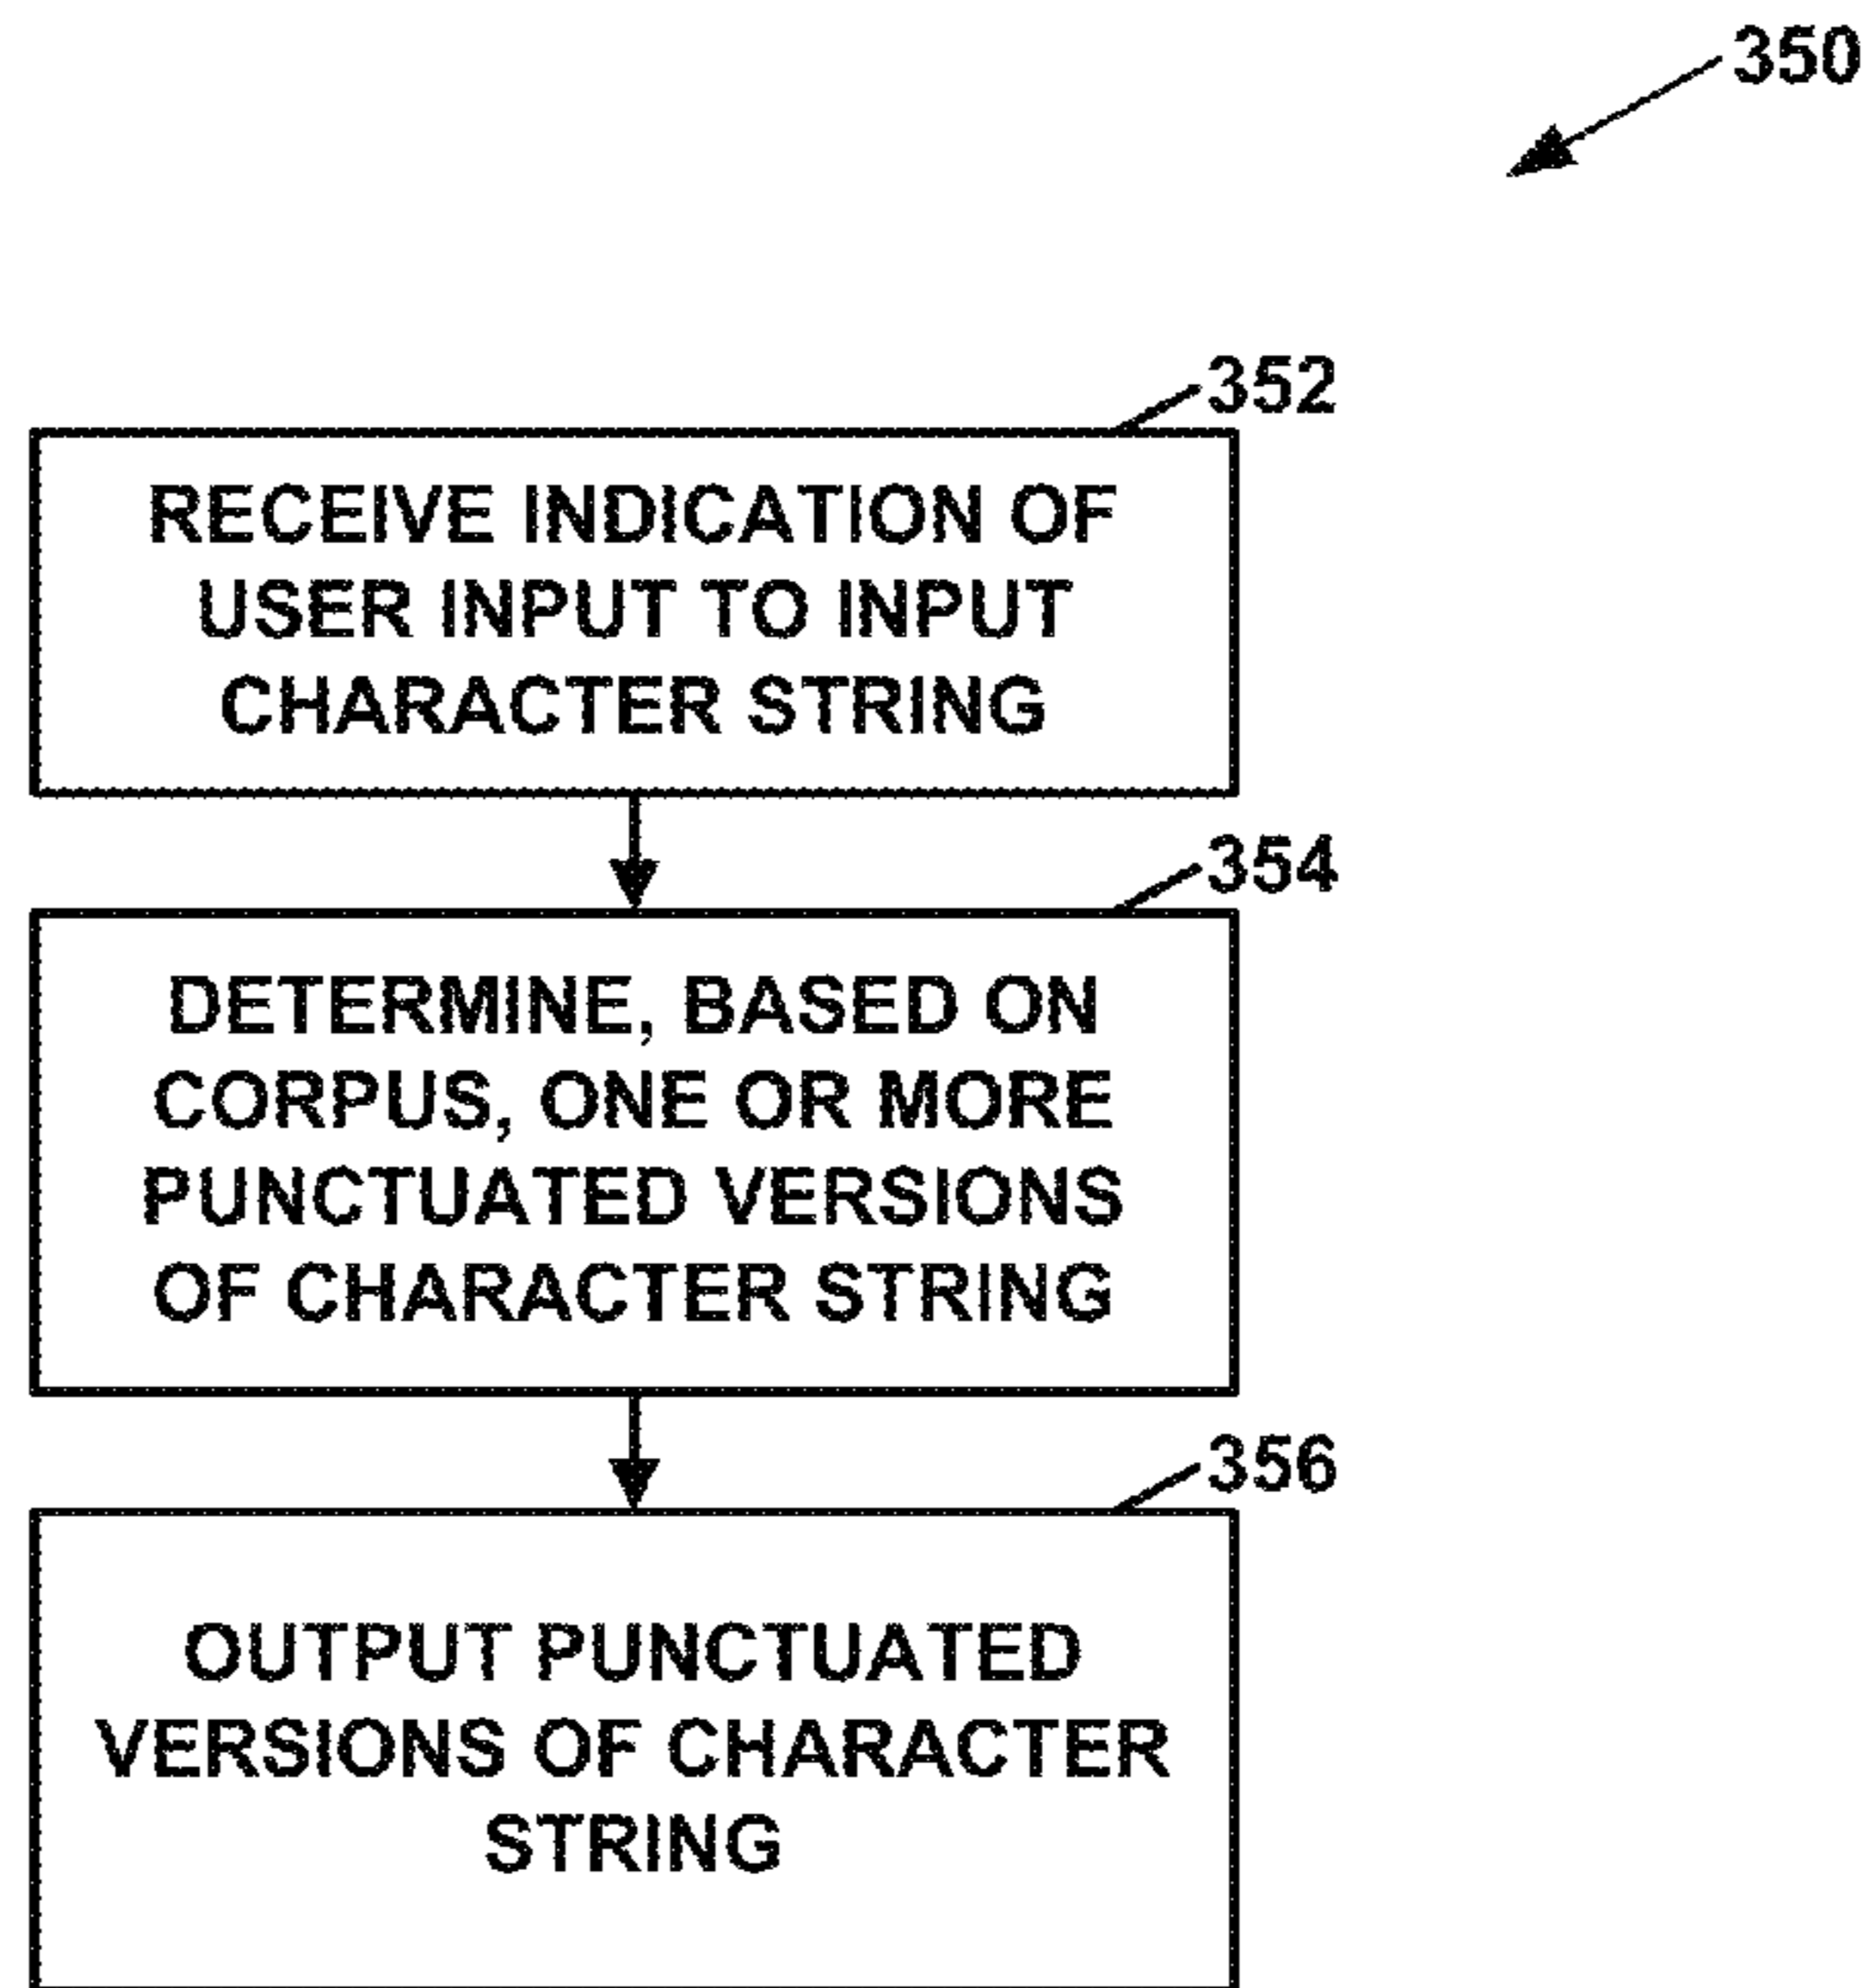 350
352
RECEIVE INDICATION OF
USER INPUT TO INPUT
CHARACTER STRING
354
DETERMINE, BASED ON
CORPUS, ONE OR MORE
PUNCTUATED VERSIONS
OF CHARACTER STRING
356
OUTPUT PUNCTUATED
VERSIONS OF CHARACTER
STRING